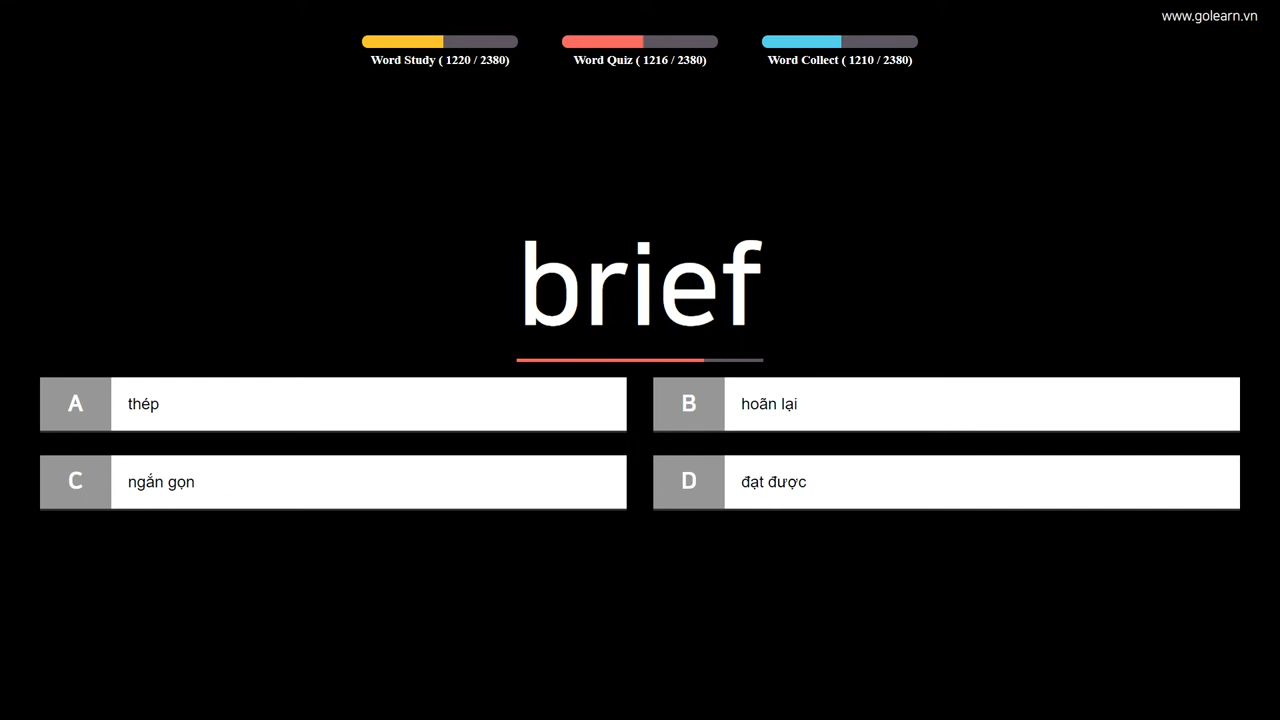 www.golearn.vn
Word Study ( 1220 / 2380)
Word Quiz ( 1216 / 2380)
Word Collect ( 1210 / 2380)
brief
A thép
B hoãn lại
C ngắn gọn
D đạt được